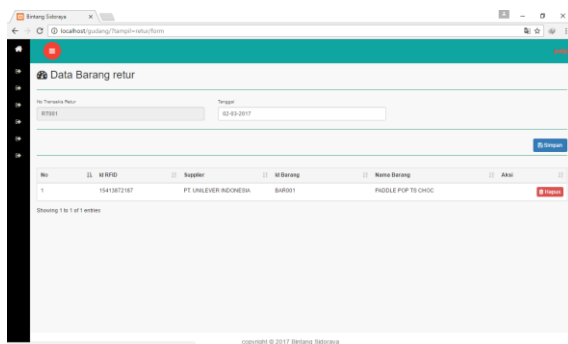 Bintang Sidoraya
localhost/gudang/?tampil=retur/form
Data Barang retur
No Transaksi Retur
Tanggal
RT001
02-03-2017
Simpan
No Id RFID Supplier Id Barang Nama Barang Aksi
1 15413872187 PT. UNILEVER INDONESIA BAR001 PADDLE POP TS CHOC Hapus
Showing 1 to 1 of 1 entries
copyright © 2017 Bintang Sidoraya